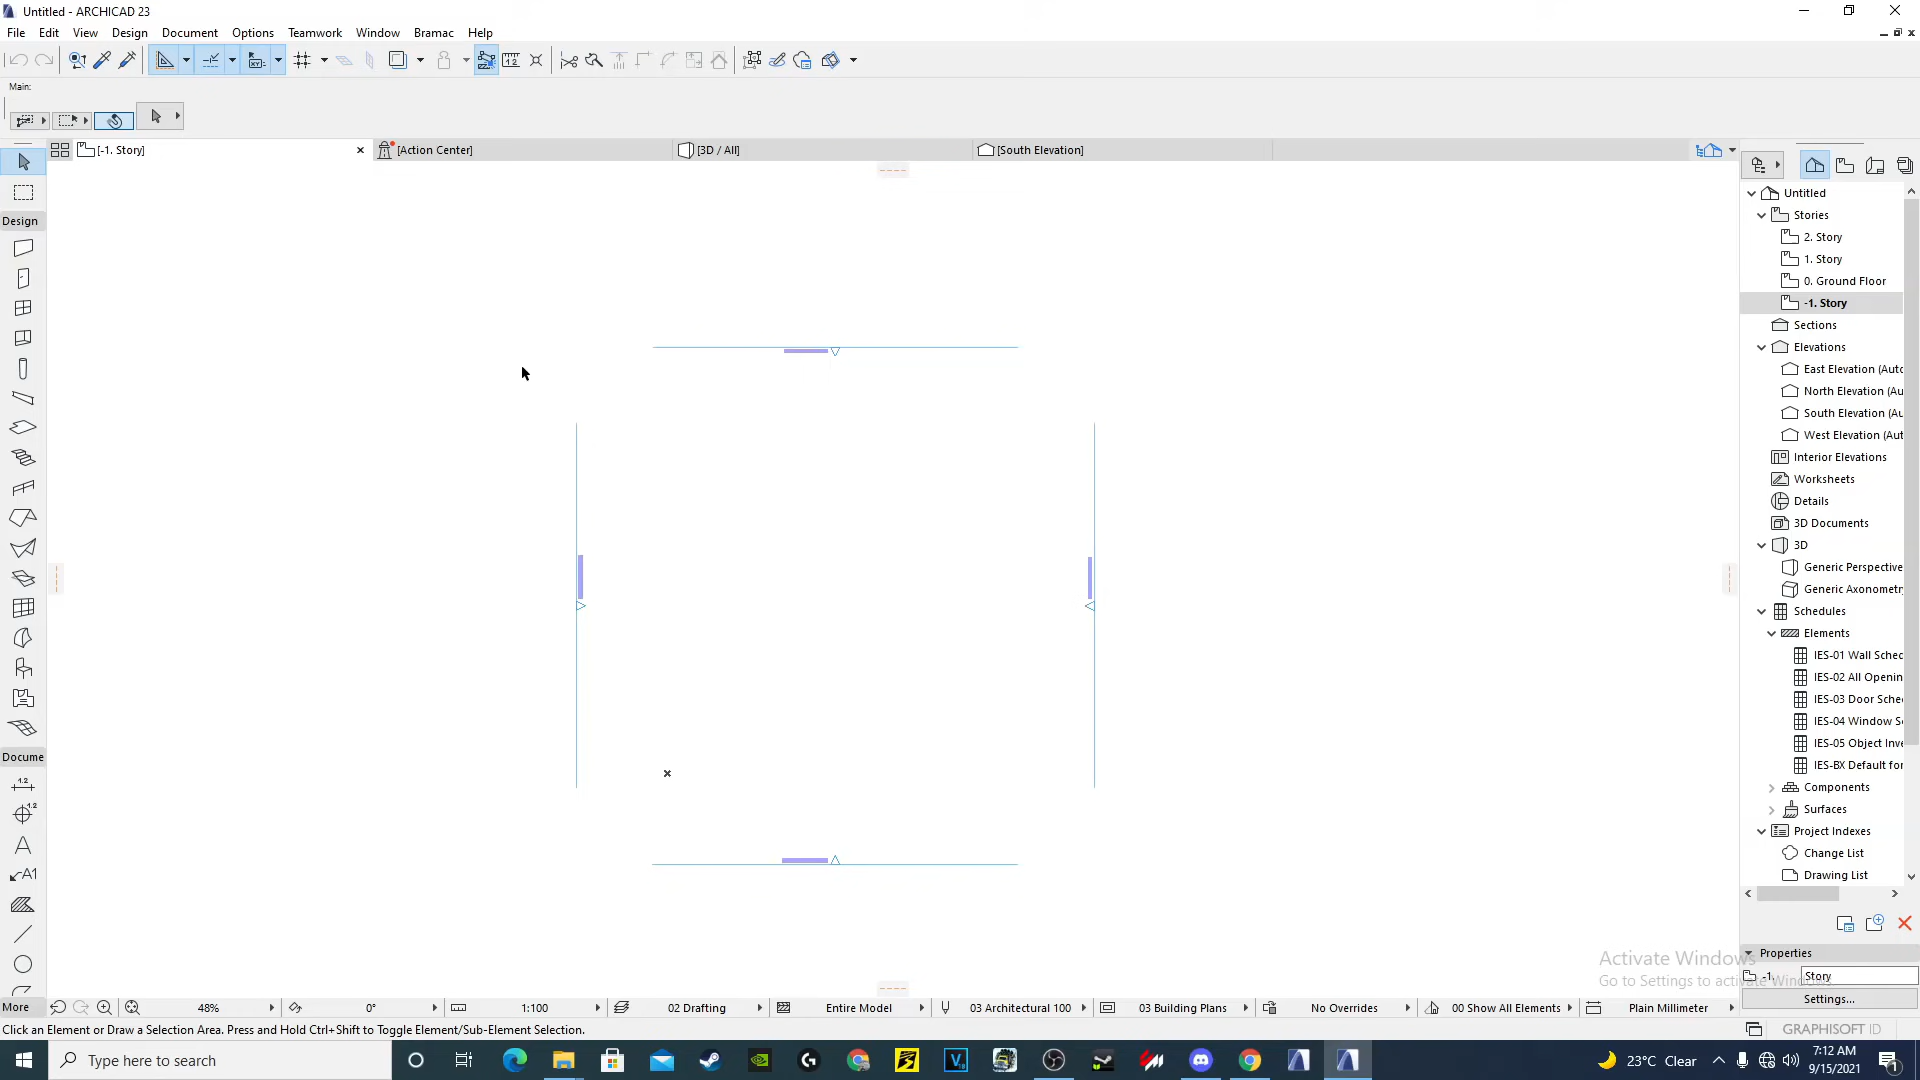 Untitled - ARCHICAD 23
File Edit View Design Document Options Teamwork Window Bramac Help
Main:
[-1. Story]
[Action Center]
[3D / All]
[South Elevation]
Design
Docume
More
Untitled
Stories
2. Story
1. Story
0. Ground Floor
-1. Story
Sections
Elevations
East Elevation (Auto
North Elevation (Au
South Elevation (Au
West Elevation (Aut
Interior Elevations
Worksheets
Details
3D Documents
3D
Generic Perspective
Generic Axonometr
Schedules
Elements
IES-01 Wall Sched
IES-02 All Openin
IES-03 Door Sche
IES-04 Window S
IES-05 Object Inve
IES-BX Default for
Components
Surfaces
Project Indexes
Change List
Drawing List
Properties
-1. Story
Settings...
Activate Windows
Go to Settings to activate Windows.
48% 0° 1:100 02 Drafting Entire Model 03 Architectural 100 03 Building Plans No Overrides 00 Show All Elements Plain Millimeter
Click an Element or Draw a Selection Area. Press and Hold Ctrl+Shift to Toggle Element/Sub-Element Selection.
GRAPHISOFT ID
Type here to search
23°C Clear
7:12 AM
9/15/2021